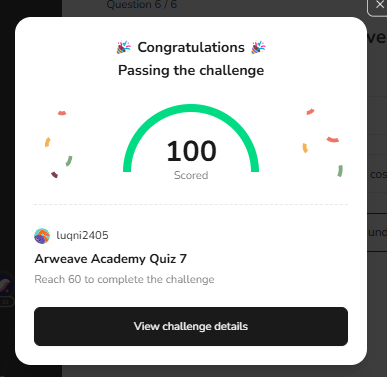 Question 6 / 6
Congratulations
Passing the challenge
100
Scored
luqni2405
Arweave Academy Quiz 7
Reach 60 to complete the challenge
View challenge details